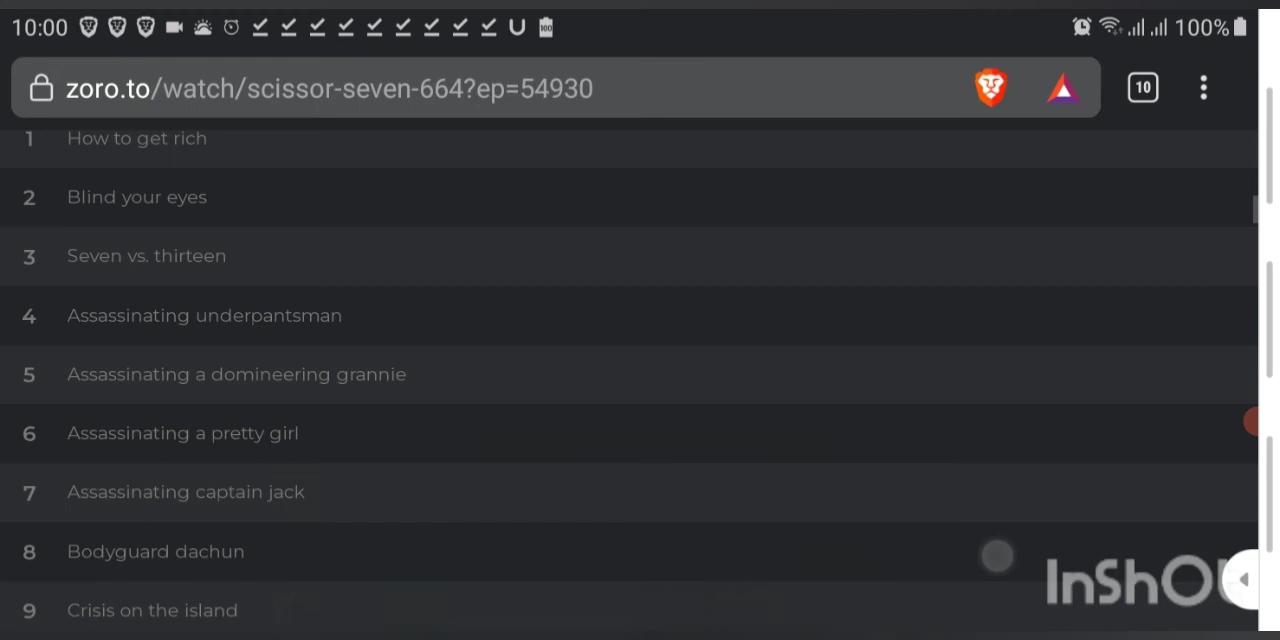 10:00 100 100%
zoro.to/watch/scissor-seven-664?ep=54930 10
1 How to get rich
2 Blind your eyes
3 Seven vs. thirteen
4 Assassinating underpantsman
5 Assassinating a domineering grannie
6 Assassinating a pretty girl
7 Assassinating captain jack
8 Bodyguard dachun
9 Crisis on the island